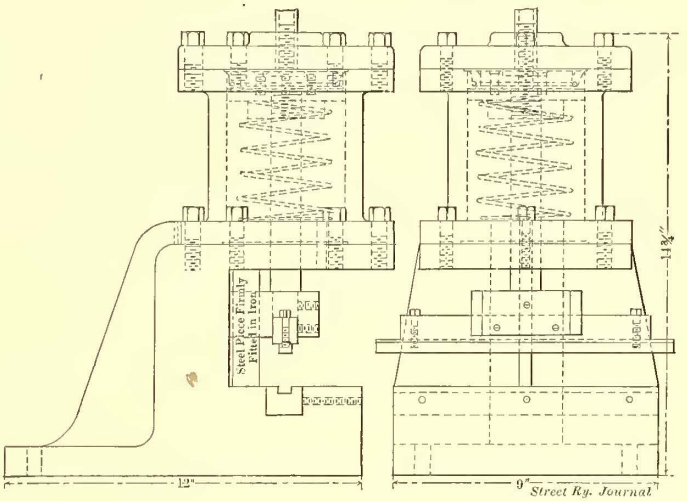 Steel Piece Firmly
Fitted in Iron
11¾"
12"
9"
Street Ry. Journal